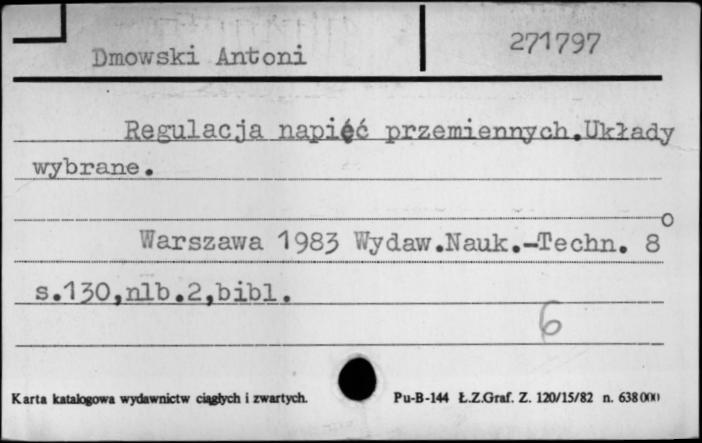 Dmowski Antoni
271797
Regulacja napięć przemiennych.Układy
wybrane.
Warszawa 1983 Wydaw.Nauk.-Techn. 8o
s.130,nlb.2,bibl.
6
Karta katalogowa wydawnictw ciągłych i zwartych.
Pu-B-144 Ł.Z.Graf. Z. 120/15/82 n. 638000